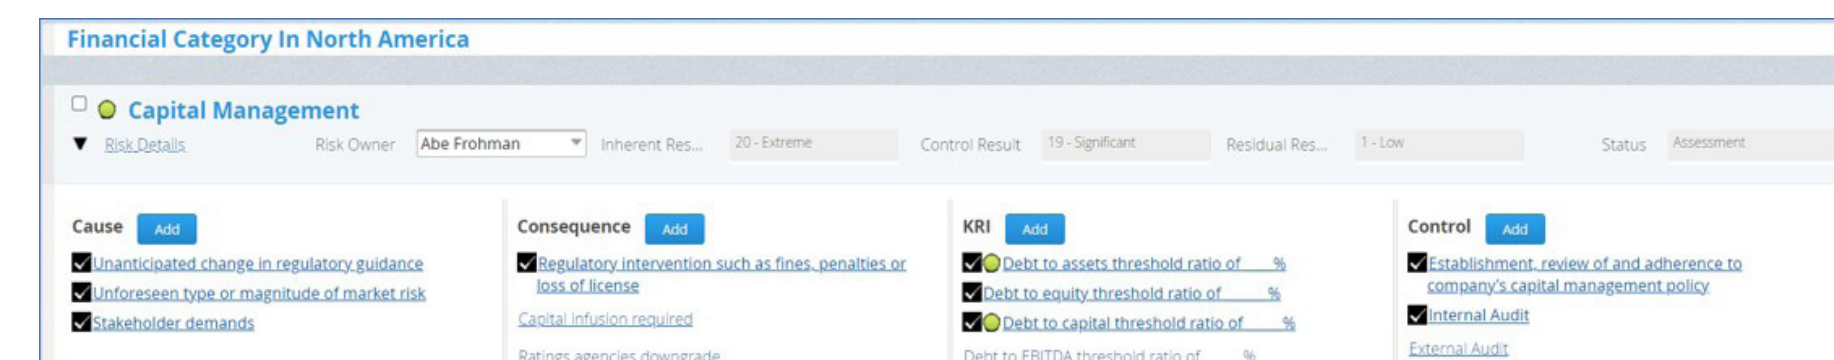 Financial Category In North America
Capital Management
Risk Details Risk Owner Abe Frohman Inherent Res... 20 - Extreme Control Result 19 - Significant Residual Res... 1 - Low Status Assessment
Cause Add Consequence Add KRI Add Control Add
Unanticipated change in regulatory guidance
Unforeseen type or magnitude of market risk
Stakeholder demands
Regulatory intervention such as fines, penalties or
loss of license
Capital infusion required
Ratings agencies downgrade
Debt to assets threshold ratio of ____ %
Debt to equity threshold ratio of ____ %
Debt to capital threshold ratio of ____ %
Debt to EBITDA threshold ratio of ____ %
Establishment, review of and adherence to
company's capital management policy
Internal Audit
External Audit